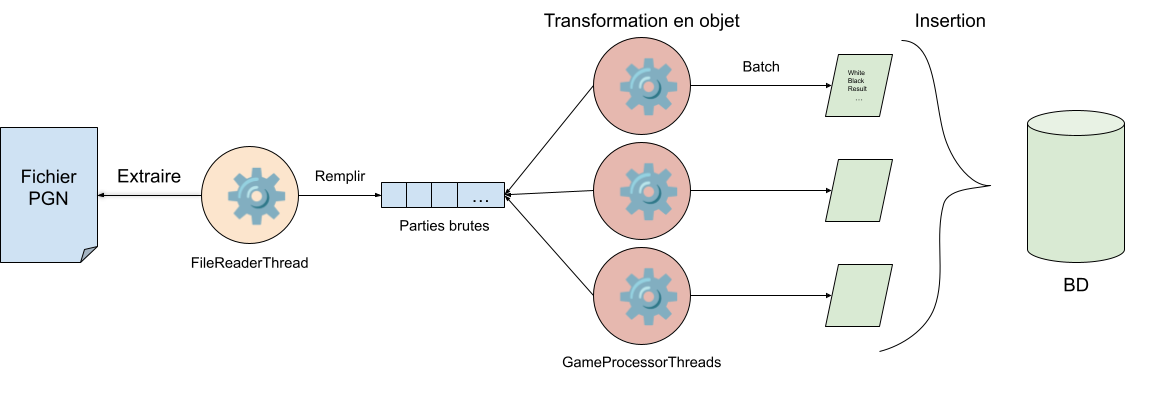 Transformation en objet
Insertion
Batch
White
Black
Result
...
Fichier
PGN
Extraire
Remplir
...
Parties brutes
FileReaderThread
GameProcessorThreads
BD